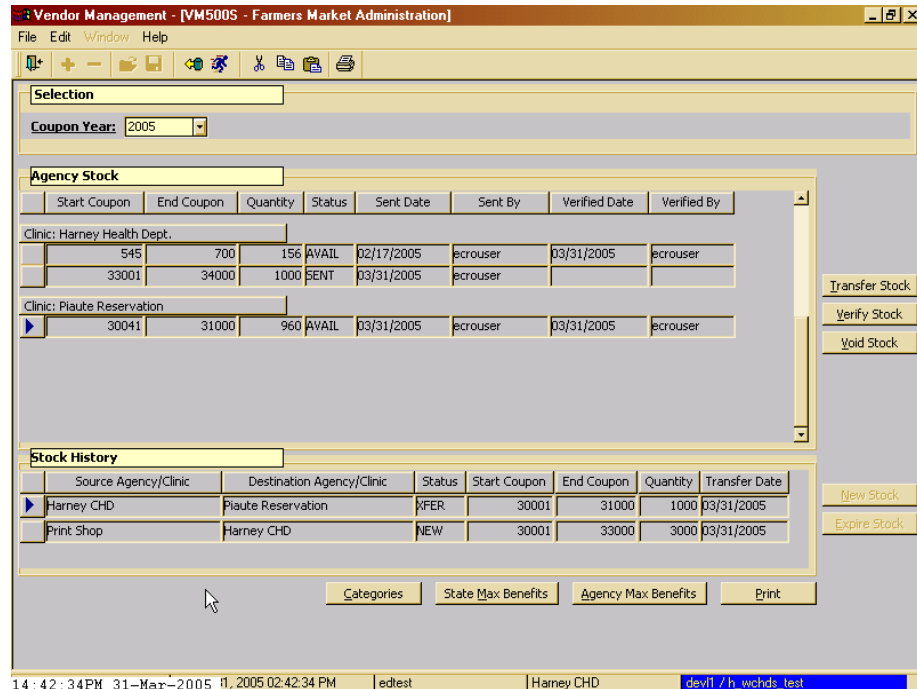 Vendor Management - [VM500S - Farmers Market Administration]
File Edit Window Help
Selection
Coupon Year: 2005
Agency Stock
Start Coupon End Coupon Quantity Status Sent Date Sent By Verified Date Verified By
Clinic: Harney Health Dept.
545 700 156 AVAIL 02/17/2005 ecrouser 03/31/2005 ecrouser
33001 34000 1000 SENT 03/31/2005 ecrouser
Clinic: Piaute Reservation
30041 31000 960 AVAIL 03/31/2005 ecrouser 03/31/2005 ecrouser
Transfer Stock
Verify Stock
Void Stock
Stock History
Source Agency/Clinic Destination Agency/Clinic Status Start Coupon End Coupon Quantity Transfer Date
Harney CHD Piaute Reservation XFER 30001 31000 1000 03/31/2005
Print Shop Harney CHD NEW 30001 33000 3000 03/31/2005
New Stock
Expire Stock
Categories State Max Benefits Agency Max Benefits Print
14:42:34PM 31-Mar-2005 1, 2005 02:42:34 PM edtest Harney CHD devl1 / h_wchds_test